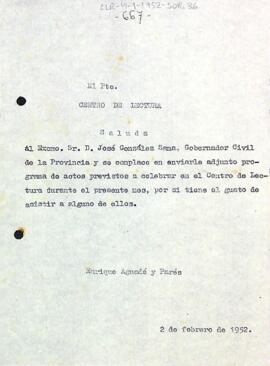 CLR-4-1-1952-SOR.86
-667-
El Pte.
CENTRO DE LECTURA
Saluda
Al Excmo. Sr. D. José González Sama, Gobernador Civil
de la Provincia y se complace en enviarle adjunto pro-
grama de actos previstos a celebrar en el Centro de Lec-
tura durante el presente mes, por si tiene el gusto de
asistir a alguno de ellos.
Enrique Aguadé y Parés
2 de febrero de 1952.